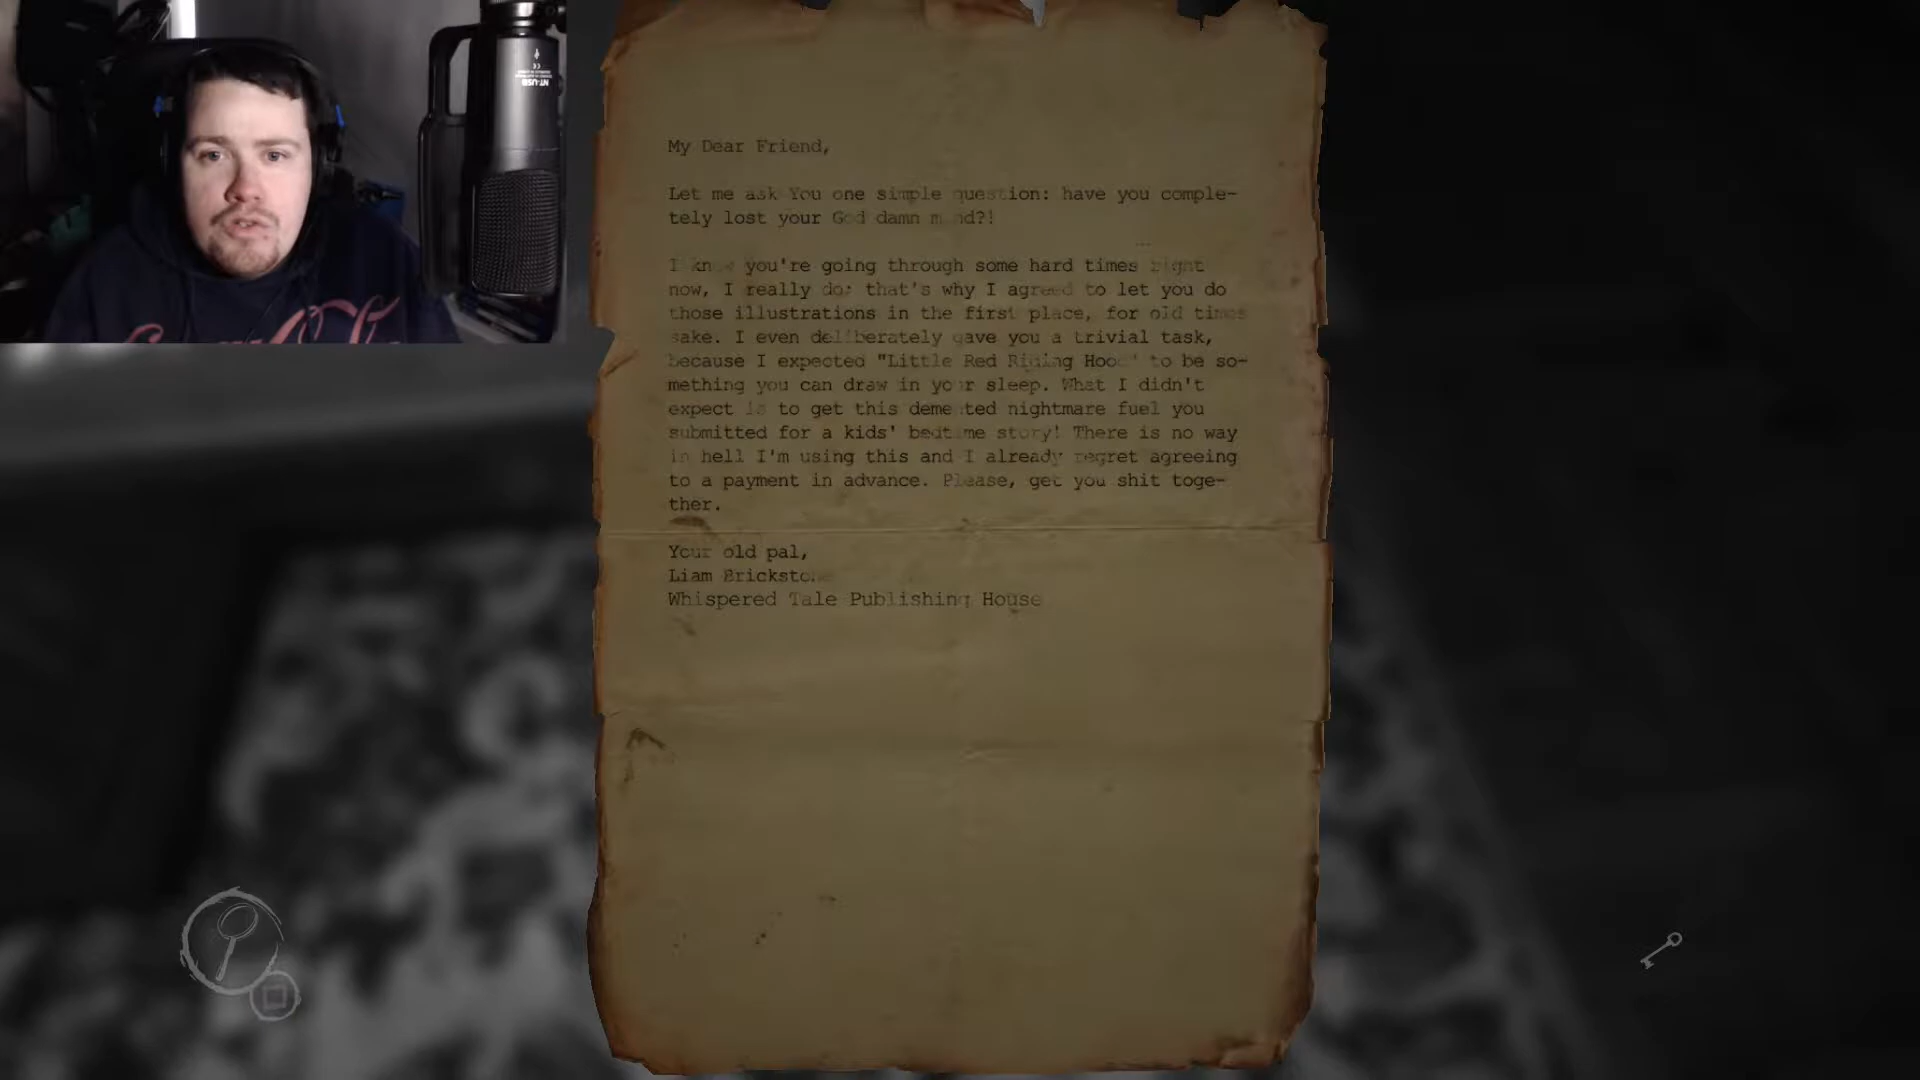 NT-USB
My Dear Friend,
Let me ask You one simple question: have you comple-
tely lost your God damn mind?!
I know you're going through some hard times right
now, I really do; that's why I agreed to let you do
those illustrations in the first place, for old times
sake. I even deliberately gave you a trivial task,
because I expected "Little Red Riding Hood" to be so-
mething you can draw in your sleep. What I didn't
expect is to get this demented nightmare fuel you
submitted for a kids' bedtime story! There is no way
in hell I'm using this and I already regret agreeing
to a payment in advance. Please, get you shit toge-
ther.
Your old pal,
Liam Brickstone
Whispered Tale Publishing House